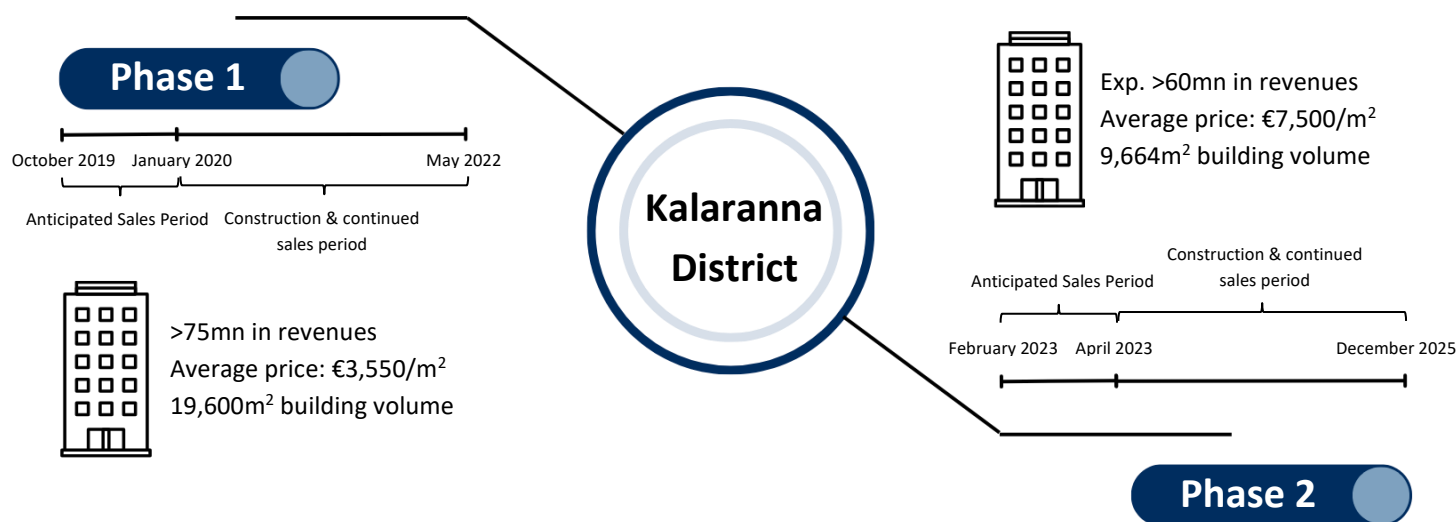 Phase 1
October 2019 January 2020 May 2022
Anticipated Sales Period
Construction & continued
sales period
>75mn in revenues
Average price: €3,550/m²
19,600m² building volume
Kalaranna
District
Exp. >60mn in revenues
Average price: €7,500/m²
9,664m² building volume
Construction & continued
sales period
Anticipated Sales Period
February 2023 April 2023 December 2025
Phase 2